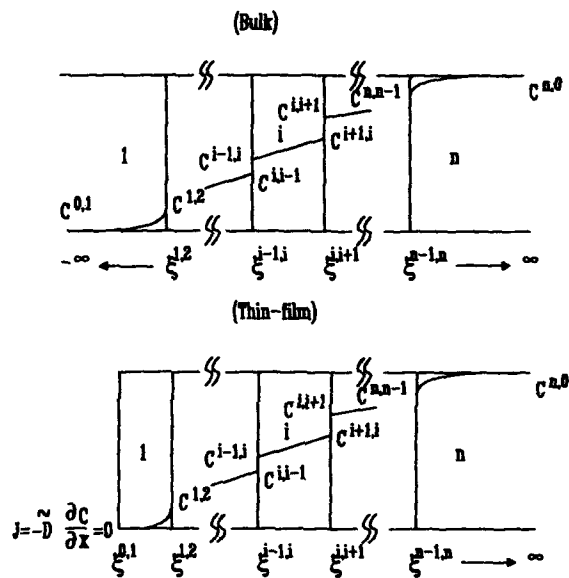 (Bulk)
C^{i,i+1} C^{n,n-1} C^{n,0}
1 C^{i-1,i} i C^{i+1,i} n
C^{0,1} C^{1,2} C^{i,i-1}
-∞ ← ξ^{1,2} ξ^{i-1,i} ξ^{i,i+1} ξ^{n-1,n} → ∞
(Thin-film)
C^{i,i+1} C^{n,n-1} C^{n,0}
1 C^{i-1,i} i C^{i+1,i} n
C^{1,2} C^{i,i-1}
J=-D̃ ∂C/∂x=0
ξ^{0,1} ξ^{1,2} ξ^{i-1,i} ξ^{i,i+1} ξ^{n-1,n} → ∞